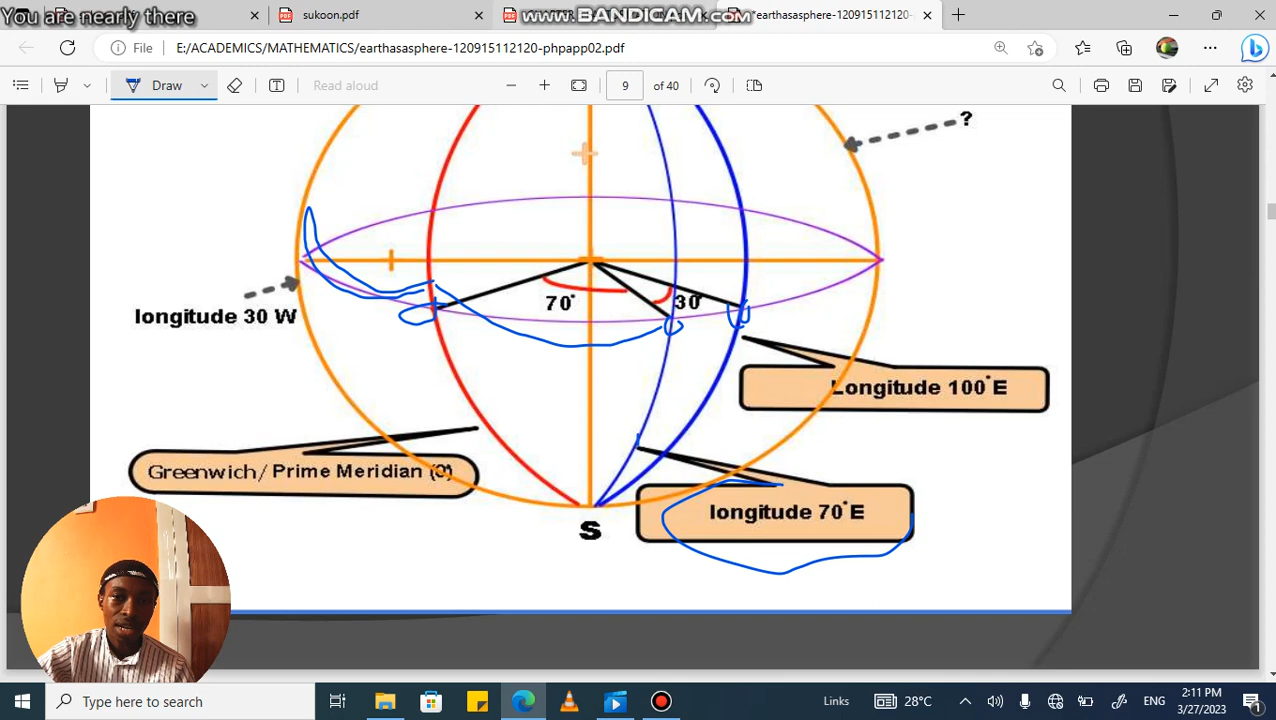 You are nearly there
www.BANDICAM.com
sukoon.pdf
earthasasphere-120915112120-
File
E:/ACADEMICS/MATHEMATICS/earthasasphere-120915112120-phpapp02.pdf
Draw
Read aloud
9
of 40
?
longitude 30 W
70°
30°
Longitude 100°E
Greenwich/ Prime Meridian (0)
longitude 70°E
S
Type here to search
Links
28°C
ENG
2:11 PM
3/27/2023
1